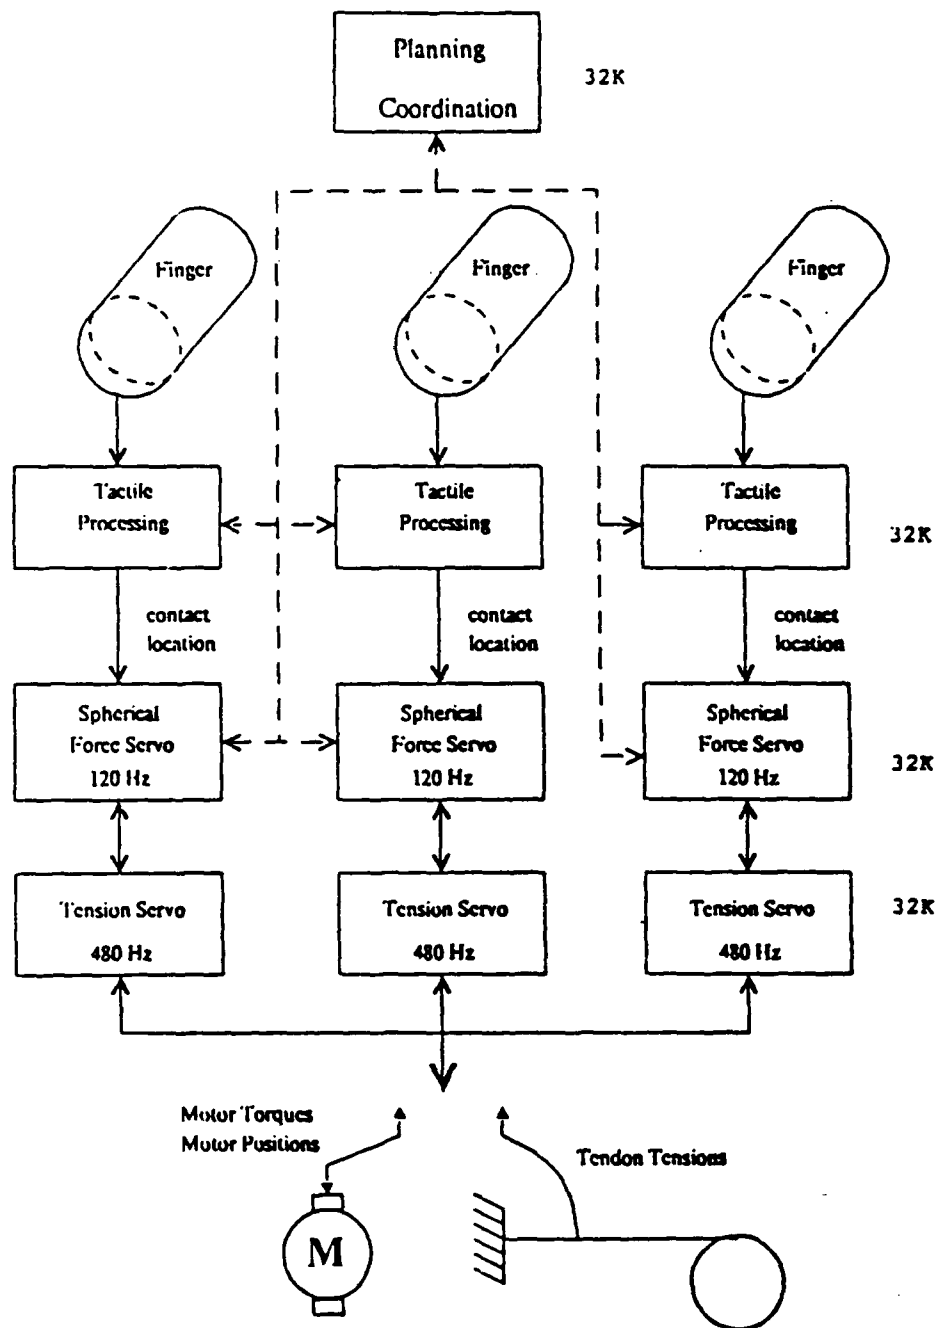 Planning
Coordination
32K
Finger
Finger
Finger
Tactile
Processing
Tactile
Processing
Tactile
Processing
32K
contact
location
contact
location
contact
location
Spherical
Force Servo
120 Hz
Spherical
Force Servo
120 Hz
Spherical
Force Servo
120 Hz
32K
Tension Servo
480 Hz
Tension Servo
480 Hz
Tension Servo
480 Hz
32K
Motor Torques
Motor Positions
Tendon Tensions
M